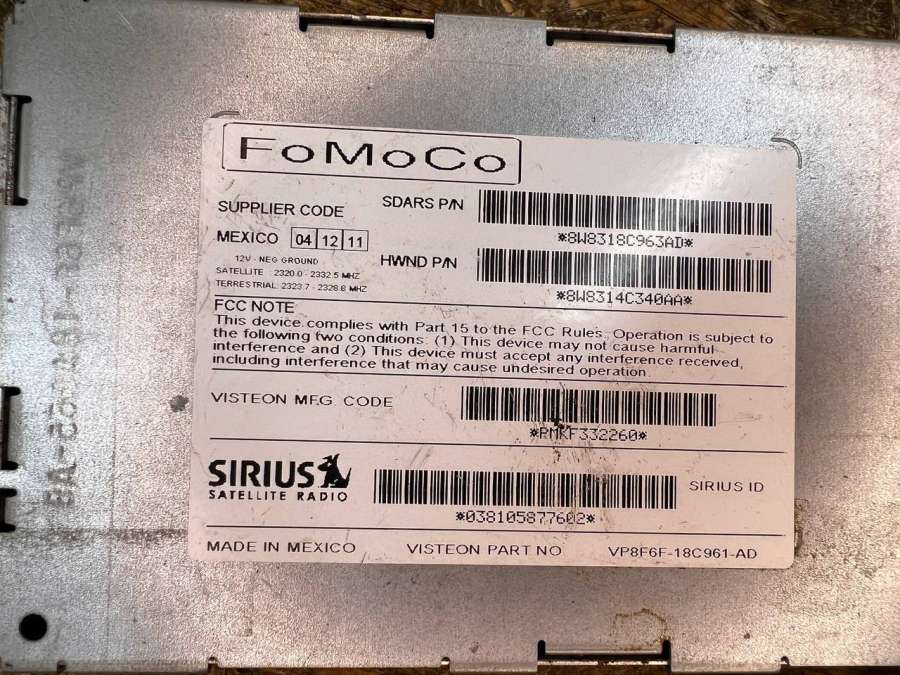 FoMoCo
SUPPLIER CODE
SDARS P/N
*8W8318C963AD*
MEXICO 04 12 11
HWND P/N
*8W8314C340AA*
12V - NEG GROUND
SATELLITE 2320.0 - 2332.5 MHZ
TERRESTRIAL 2323.7 - 2328.8 MHZ
FCC NOTE
This device complies with Part 15 to the FCC Rules. Operation is subject to
the following two conditions: (1) This device may not cause harmful
interference and (2) This device must accept any interference received,
including interference that may cause undesired operation.
VISTEON MFG CODE
*RMKF332260*
SIRIUS
SATELLITE RADIO
SIRIUS ID
*038105877602*
MADE IN MEXICO VISTEON PART NO VP8F6F-18C961-AD